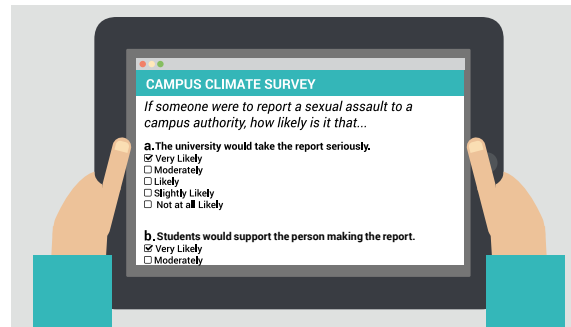 CAMPUS CLIMATE SURVEY
If someone were to report a sexual assault to a
campus authority, how likely is it that...
a. The university would take the report seriously.
Very Likely
Moderately
Likely
Slightly Likely
Not at all Likely
b. Students would support the person making the report.
Very Likely
Moderately